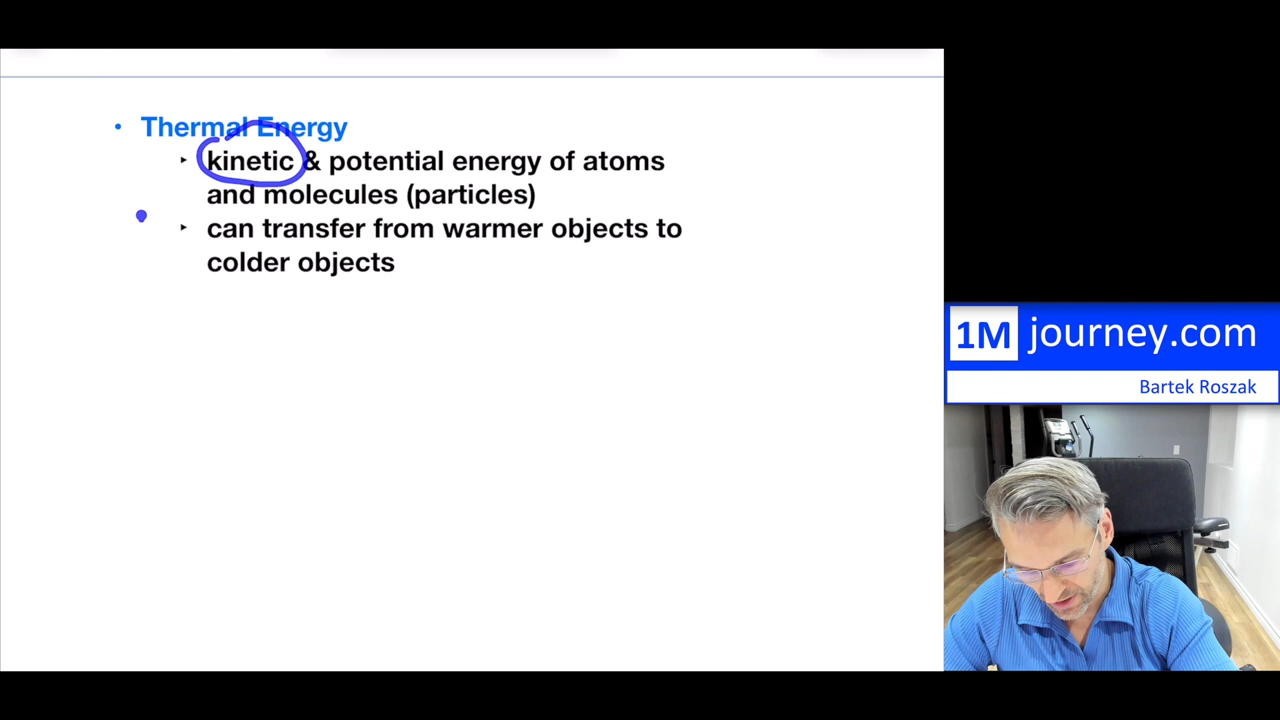 • Thermal Energy
‣ kinetic & potential energy of atoms
and molecules (particles)
‣ can transfer from warmer objects to
colder objects
1M journey.com
Bartek Roszak